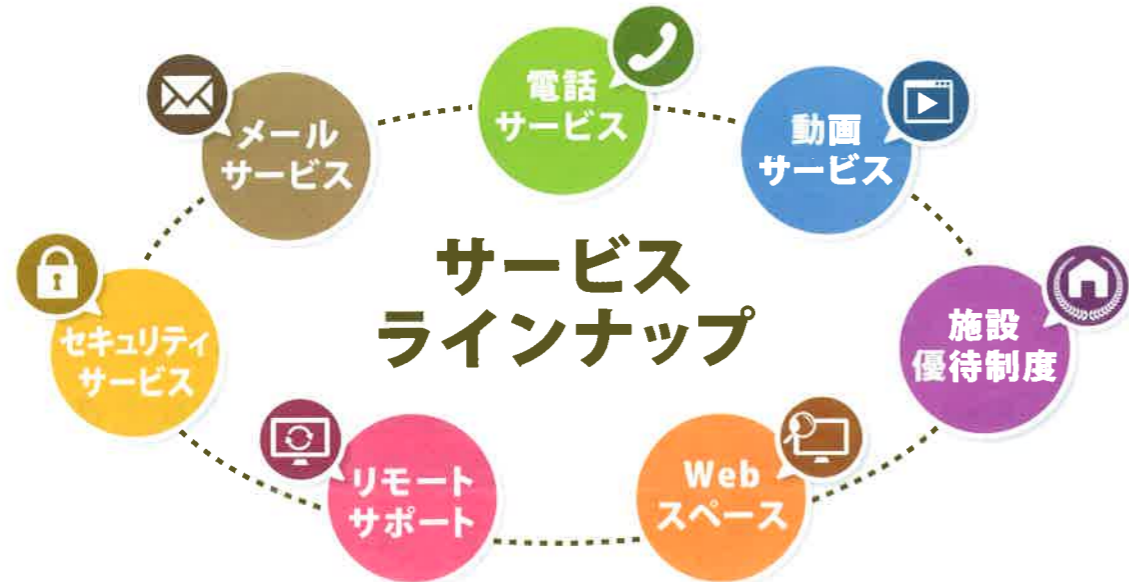 電話
サービス
メール
サービス
動画
サービス
サービス
ラインナップ
セキュリティ
サービス
施設
優待制度
リモート
サポート
Web
スペース